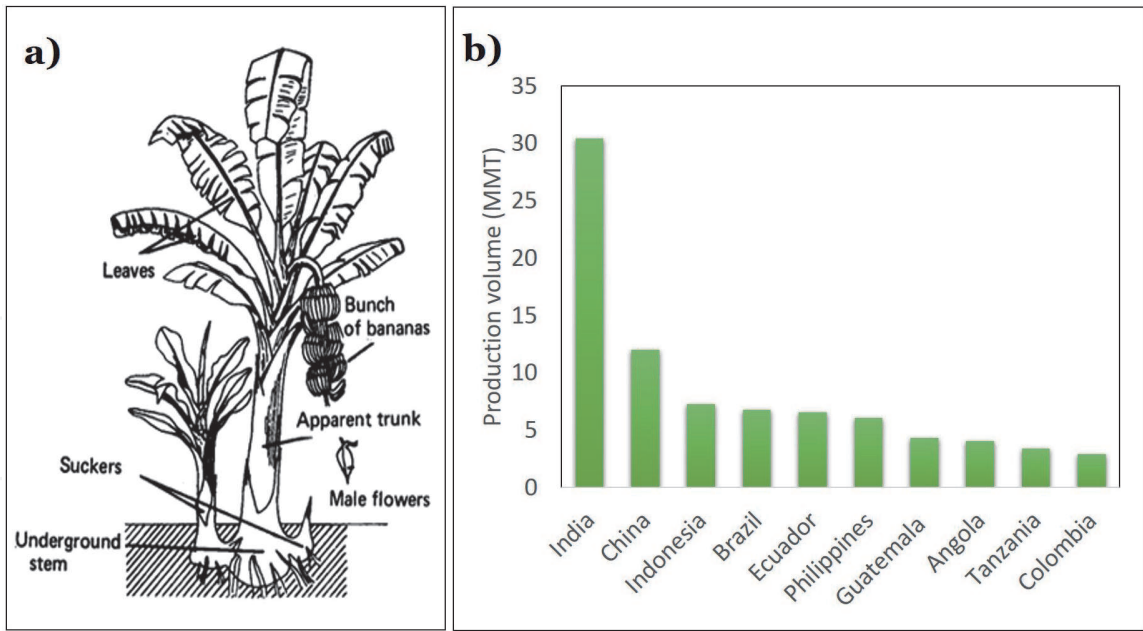 a)
Leaves
Bunch
of bananas
Apparent trunk
Male flowers
Suckers
Underground
stem
b)
Production volume (MMT)
35
30
25
20
15
10
5
0
India
China
Indonesia
Brazil
Ecuador
Philippines
Guatemala
Angola
Tanzania
Colombia